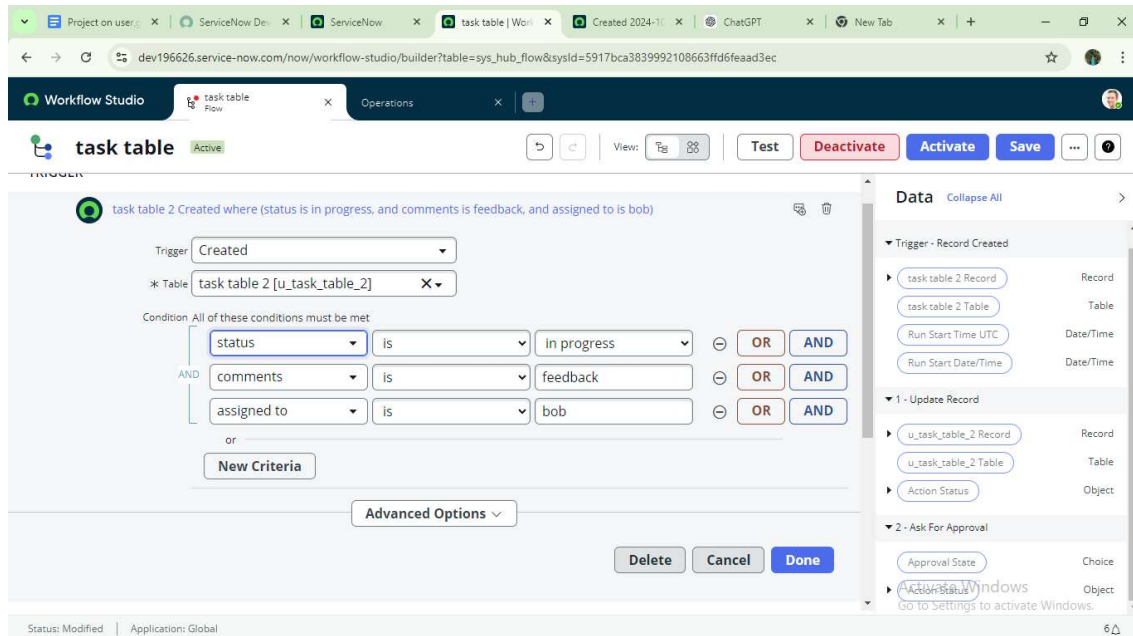 Project on user,c
ServiceNow Dev
ServiceNow
task table | Work
Created 2024-10
ChatGPT
New Tab
dev196626.service-now.com/now/workflow-studio/builder?table=sys_hub_flow&sysId=5917bca3839992108663ffd6feaad3ec
Workflow Studio
task table
Flow
Operations
task table Active
View:
Test Deactivate Activate Save
TRIGGER
task table 2 Created where (status is in progress, and comments is feedback, and assigned to is bob)
Trigger Created
* Table task table 2 [u_task_table_2]
Condition All of these conditions must be met
status is in progress OR AND
AND
comments is feedback OR AND
assigned to is bob OR AND
or
New Criteria
Advanced Options
Delete Cancel Done
Data Collapse All
Trigger - Record Created
task table 2 Record Record
task table 2 Table Table
Run Start Time UTC Date/Time
Run Start Date/Time Date/Time
1 - Update Record
u_task_table_2 Record Record
u_task_table_2 Table Table
Action Status Object
2 - Ask For Approval
Approval State Choice
Action Status Object
Activate Windows
Go to Settings to activate Windows.
Status: Modified | Application: Global
6